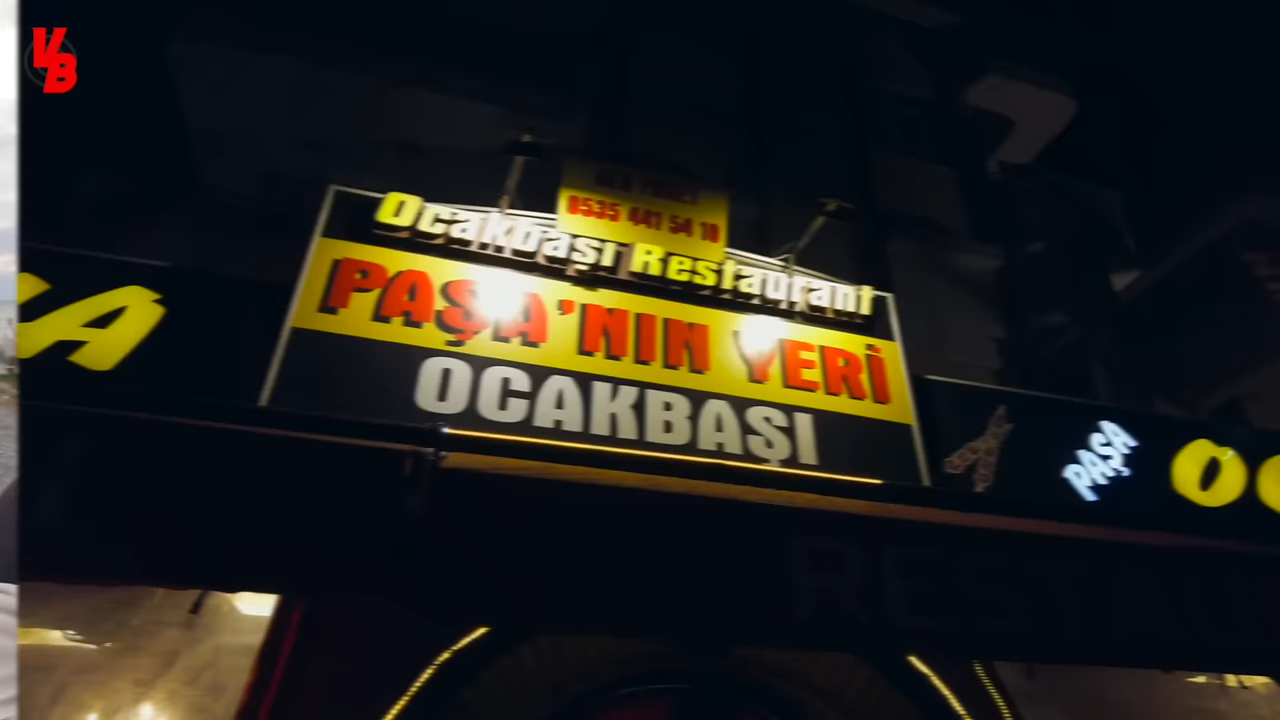 VB
0535 441 54 10
Ocakbaşı Restaurant
PAŞA'NIN YERİ
OCAKBAŞI
A
PAŞA